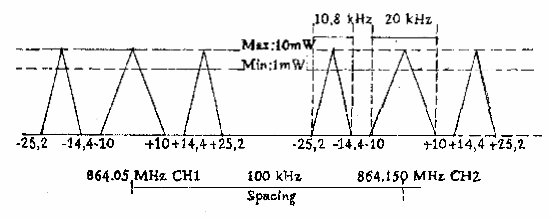 10,8 kHz 20 kHz
Max:10mW
Min:1mW
-25,2 -14,4 -10 +10 +14,4 +25,2 -25,2 -14,4 -10 +10 +14,4 +25,2
864.05 MHz CH1 100 kHz 864.150 MHz CH2
Spacing